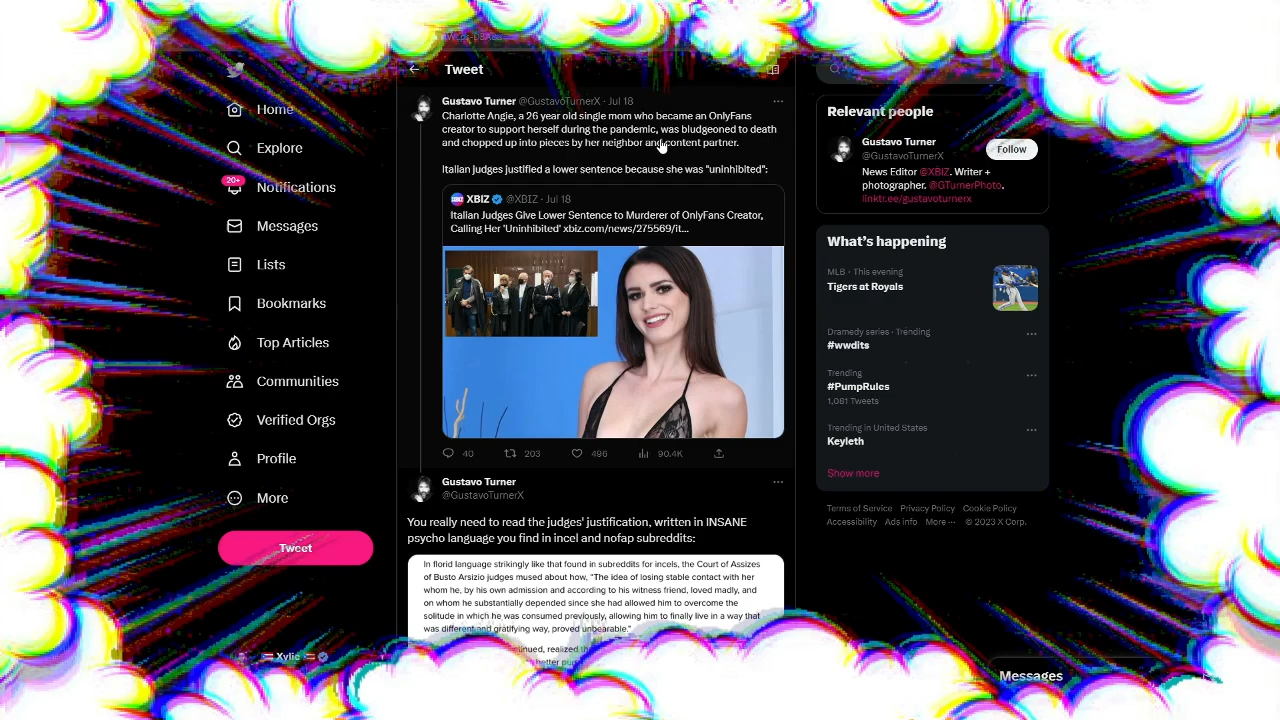 Tweet
Home
Explore
20+
Notifications
Messages
Lists
Bookmarks
Top Articles
Communities
Verified Orgs
Profile
More
Tweet
Xylie
Gustavo Turner @GustavoTurnerX · Jul 18
Charlotte Angie, a 26 year old single mom who became an OnlyFans
creator to support herself during the pandemic, was bludgeoned to death
and chopped up into pieces by her neighbor and content partner.
Italian judges justified a lower sentence because she was "uninhibited":
XBIZ @XBIZ · Jul 18
Italian Judges Give Lower Sentence to Murderer of OnlyFans Creator,
Calling Her 'Uninhibited' xbiz.com/news/275569/it...
40 203 496 90.4K
Gustavo Turner
@GustavoTurnerX
You really need to read the judges' justification, written in INSANE
psycho language you find in incel and nofap subreddits:
In florid language strikingly like that found in subreddits for incels, the Court of Assizes
of Busto Arsizio judges mused about how, "The idea of losing stable contact with her
whom he, by his own admission and according to his witness friend, loved madly, and
on whom he substantially depended since she had allowed him to overcome the
solitude in which he was consumed previously, allowing him to finally live in a way that
was different and gratifying way, proved unbearable."
realized
better
Relevant people
Gustavo Turner
@GustavoTurnerX
Follow
News Editor @XBIZ. Writer +
photographer. @GTurnerPhoto.
linktr.ee/gustavoturnerx
What's happening
MLB · This evening
Tigers at Royals
Dramedy series · Trending
#wwdits
Trending
#PumpRules
1,081 Tweets
Trending in United States
Keyleth
Show more
Terms of Service Privacy Policy Cookie Policy
Accessibility Ads info More ··· © 2023 X Corp.
Messages